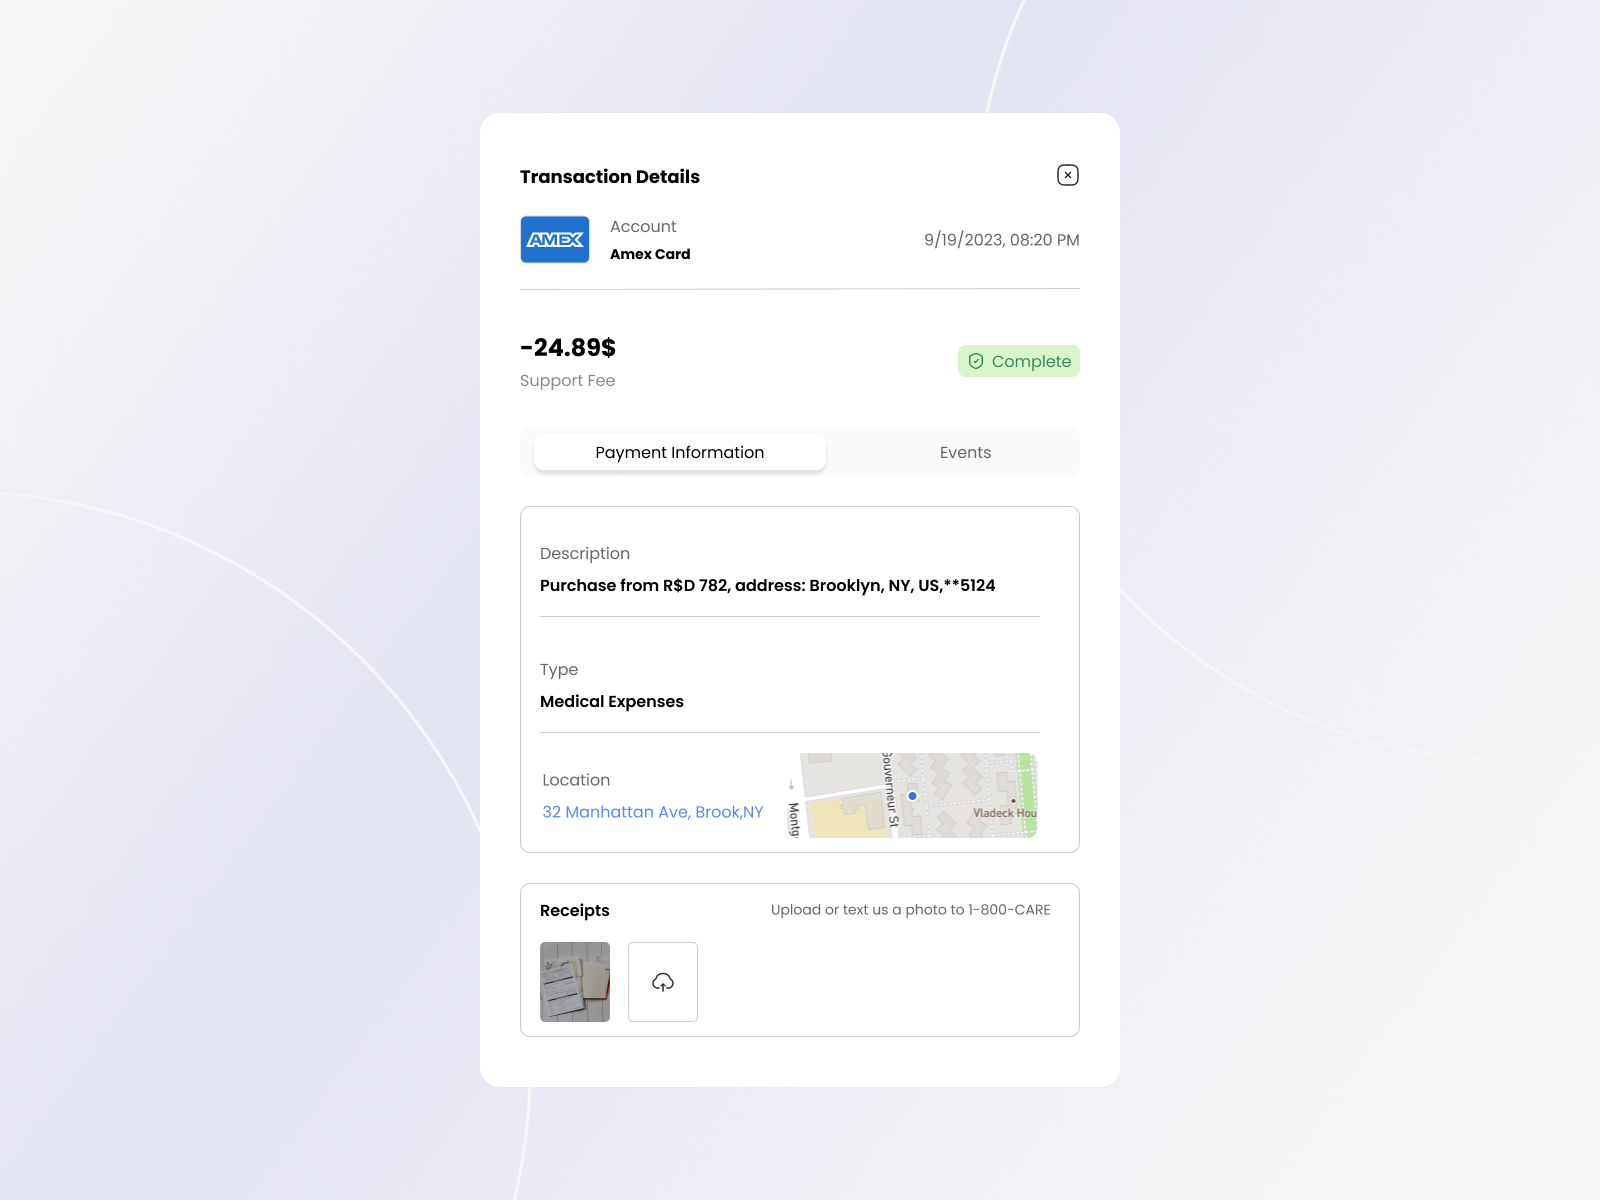 Transaction Details
AMEX
Account
Amex Card
9/19/2023, 08:20 PM
-24.89$
Support Fee
Complete
Payment Information
Events
Description
Purchase from R$D 782, address: Brooklyn, NY, US,**5124
Type
Medical Expenses
Location
32 Manhattan Ave, Brook,NY
Gouverneur St
Montg
Vladeck Hou
Receipts
Upload or text us a photo to 1-800-CARE